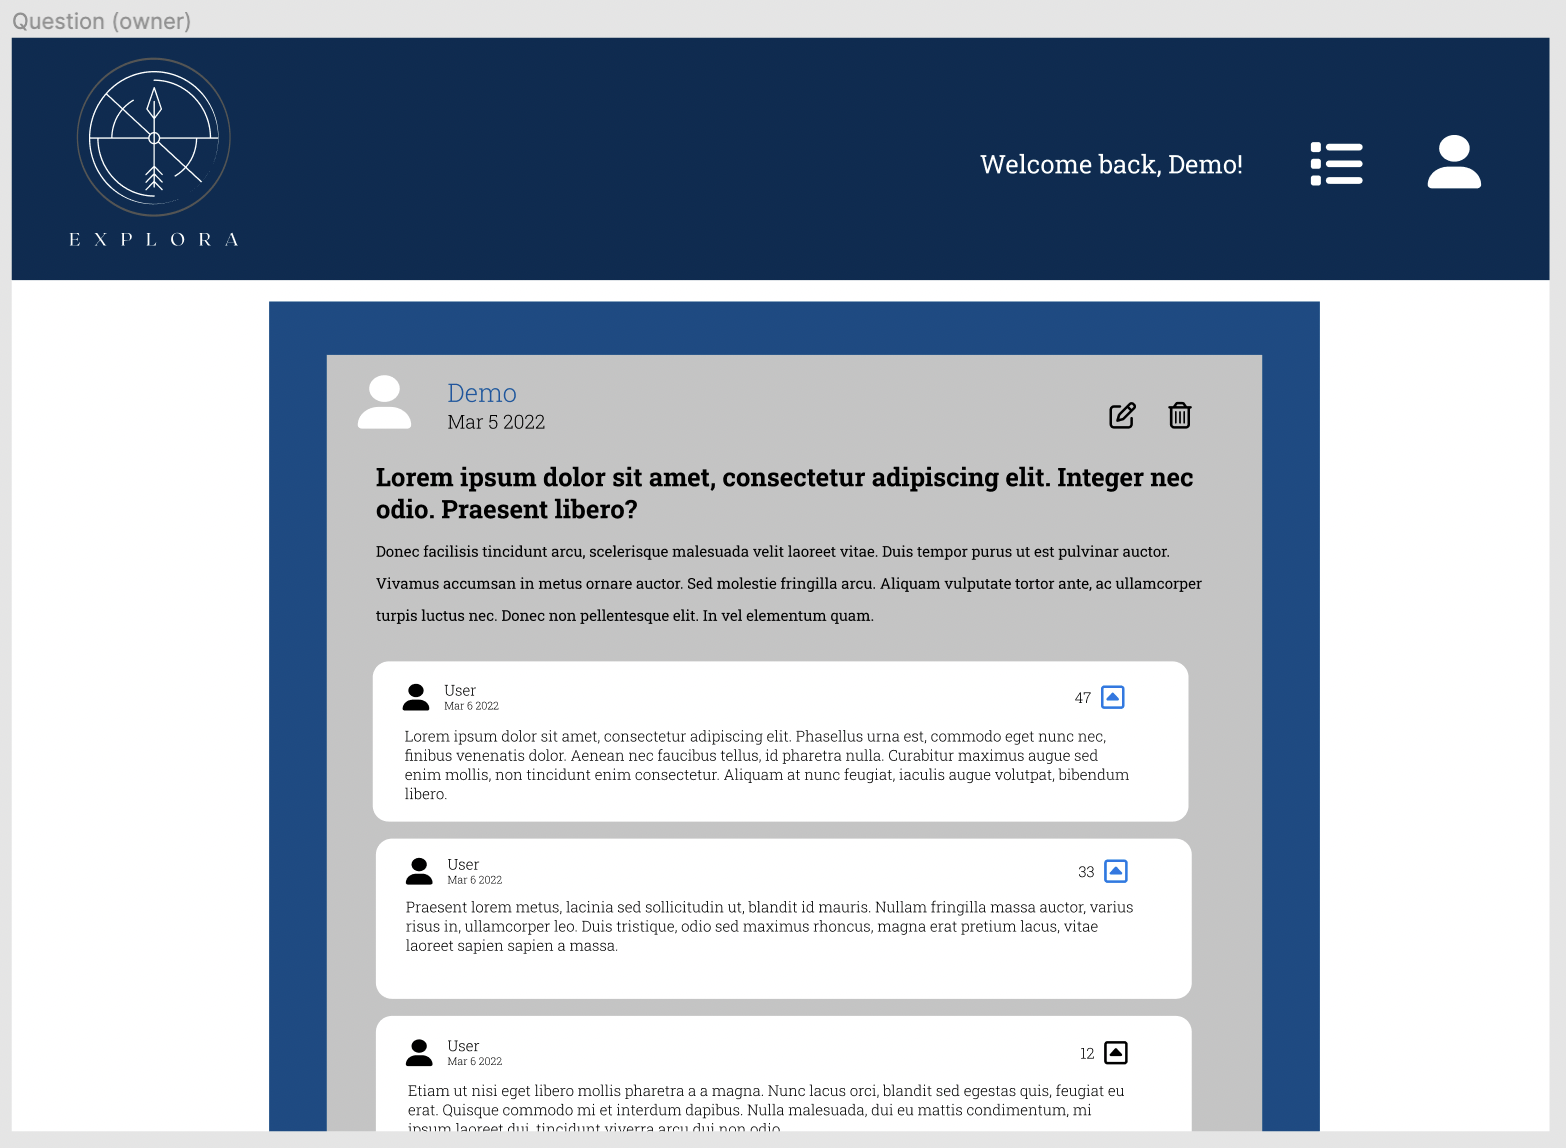 Question (owner)
EXPLORA
Welcome back, Demo!
Demo
Mar 5 2022
Lorem ipsum dolor sit amet, consectetur adipiscing elit. Integer nec
odio. Praesent libero?
Donec facilisis tincidunt arcu, scelerisque malesuada velit laoreet vitae. Duis tempor purus ut est pulvinar auctor.
Vivamus accumsan in metus ornare auctor. Sed molestie fringilla arcu. Aliquam vulputate tortor ante, ac ullamcorper
turpis luctus nec. Donec non pellentesque elit. In vel elementum quam.
User
Mar 6 2022
47
Lorem ipsum dolor sit amet, consectetur adipiscing elit. Phasellus urna est, commodo eget nunc nec,
finibus venenatis dolor. Aenean nec faucibus tellus, id pharetra nulla. Curabitur maximus augue sed
enim mollis, non tincidunt enim consectetur. Aliquam at nunc feugiat, iaculis augue volutpat, bibendum
libero.
User
Mar 6 2022
33
Praesent lorem metus, lacinia sed sollicitudin ut, blandit id mauris. Nullam fringilla massa auctor, varius
risus in, ullamcorper leo. Duis tristique, odio sed maximus rhoncus, magna erat pretium lacus, vitae
laoreet sapien sapien a massa.
User
Mar 6 2022
12
Etiam ut nisi eget libero mollis pharetra a a magna. Nunc lacus orci, blandit sed egestas quis, feugiat eu
erat. Quisque commodo mi et interdum dapibus. Nulla malesuada, dui eu mattis condimentum, mi
ipsum laoreet dui, tincidunt viverra arcu dui non odio.